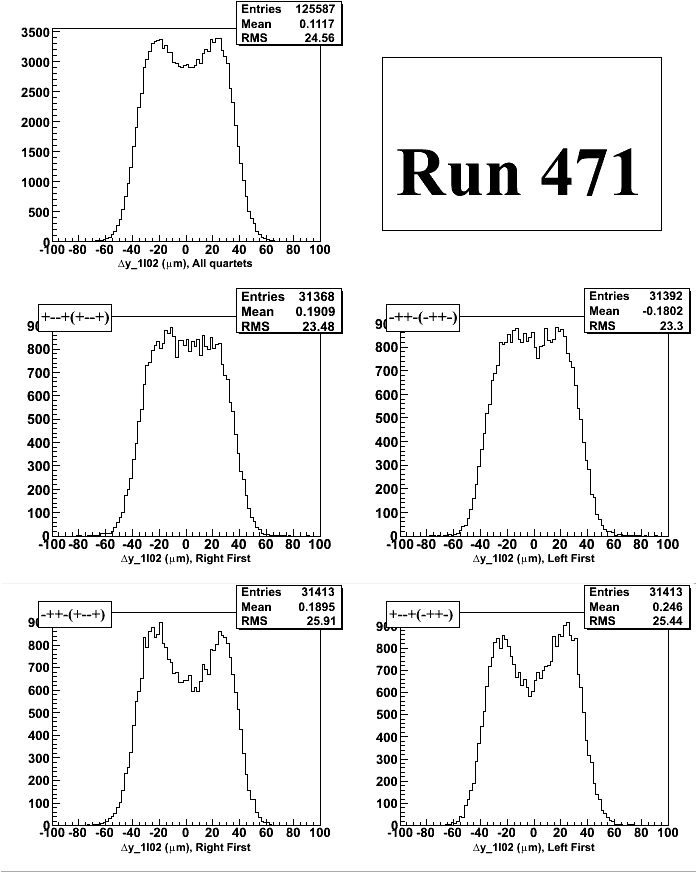 Entries 125587
Mean 0.1117
RMS 24.56
3500
3000
2500
2000
1500
1000
500
0
-100 -80 -60 -40 -20 0 20 40 60 80 100
Δy_1I02 (μm), All quartets
Run 471
+--+(+--+)
Entries 31368
Mean 0.1909
RMS 23.48
800
700
600
500
400
300
200
100
0
-100 -80 -60 -40 -20 0 20 40 60 80 100
Δy_1I02 (μm), Right First
-++-(-++-)
Entries 31392
Mean -0.1802
RMS 23.3
800
700
600
500
400
300
200
100
0
-100 -80 -60 -40 -20 0 20 40 60 80 100
Δy_1I02 (μm), Left First
-++-(+--+)
Entries 31413
Mean 0.1895
RMS 25.91
800
700
600
500
400
300
200
100
0
-100 -80 -60 -40 -20 0 20 40 60 80 100
Δy_1I02 (μm), Right First
+--+(-++-)
Entries 31413
Mean 0.246
RMS 25.44
800
700
600
500
400
300
200
100
0
-100 -80 -60 -40 -20 0 20 40 60 80 100
Δy_1I02 (μm), Left First